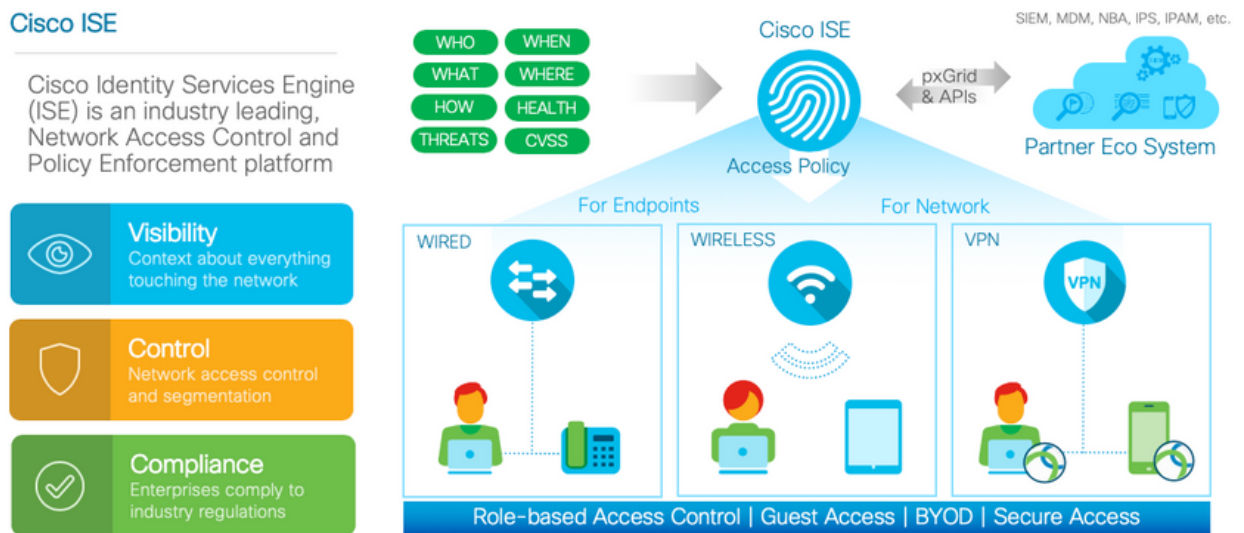 Cisco ISE
Cisco Identity Services Engine
(ISE) is an industry leading,
Network Access Control and
Policy Enforcement platform
Visibility
Context about everything
touching the network
Control
Network access control
and segmentation
Compliance
Enterprises comply to
industry regulations
WHO
WHEN
WHAT
WHERE
HOW
HEALTH
THREATS
CVSS
Cisco ISE
Access Policy
pxGrid
& APIs
SIEM, MDM, NBA, IPS, IPAM, etc.
Partner Eco System
For Endpoints
For Network
WIRED
WIRELESS
VPN
VPN
Role-based Access Control | Guest Access | BYOD | Secure Access